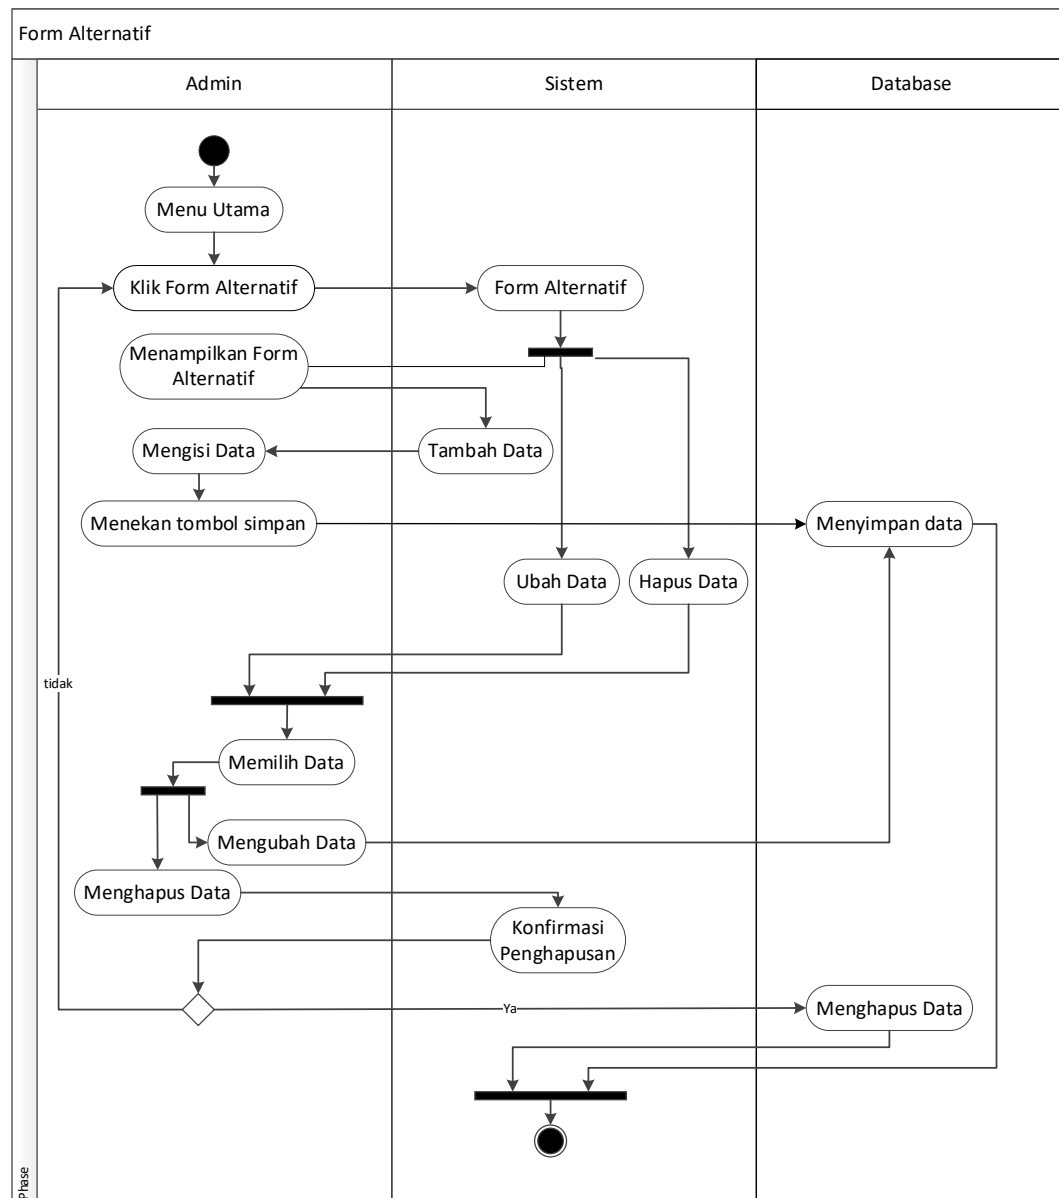 Form Alternatif
Admin
Sistem
Database
Menu Utama
Klik Form Alternatif
Form Alternatif
Menampilkan Form
Alternatif
Mengisi Data
Tambah Data
Menekan tombol simpan
Menyimpan data
Ubah Data
Hapus Data
tidak
Memilih Data
Mengubah Data
Menghapus Data
Konfirmasi
Penghapusan
Ya
Menghapus Data
Phase